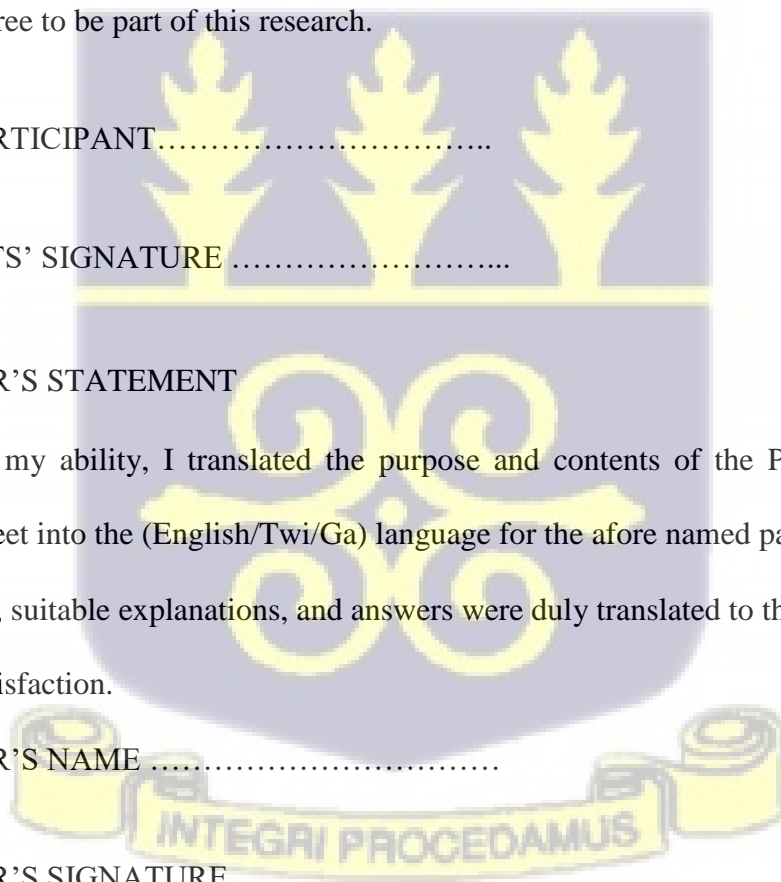 ree to be part of this research.
RTICIPANT……………………………..
TS’ SIGNATURE ……………………...
R’S STATEMENT
my ability, I translated the purpose and contents of the P
eet into the (English/Twi/Ga) language for the afore named pa
, suitable explanations, and answers were duly translated to th
isfaction.
R’S NAME ……………………………
INTEGRI PROCEDAMUS
R’S SIGNATURE